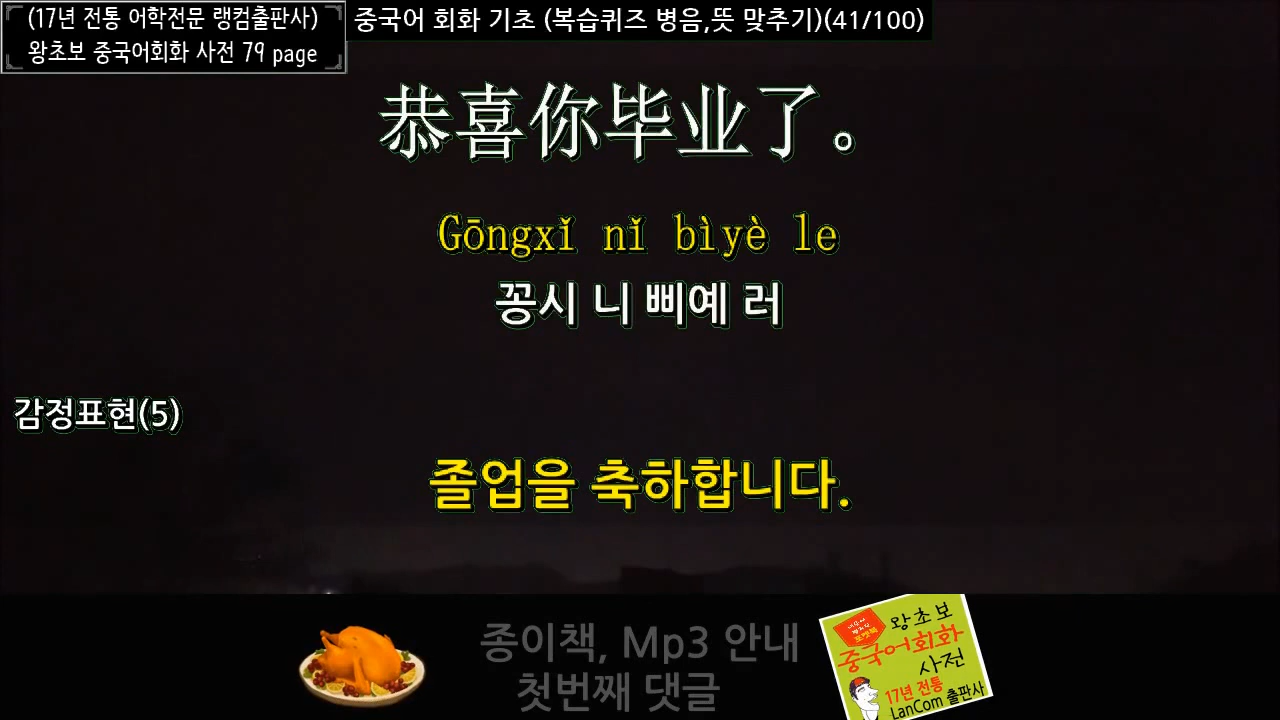 (17년 전통 어학전문 랭컴출판사)
왕초보 중국어회화 사전 79 page
중국어 회화 기초 (복습퀴즈 병음,뜻 맞추기)(41/100)
恭喜你毕业了。
Gōngxǐ nǐ bìyè le
꽁시 니 삐예 러
감정표현(5)
졸업을 축하합니다.
종이책, Mp3 안내
첫번째 댓글
왕초보
중국어회화
사전
17년 전통
LanCom 출판사